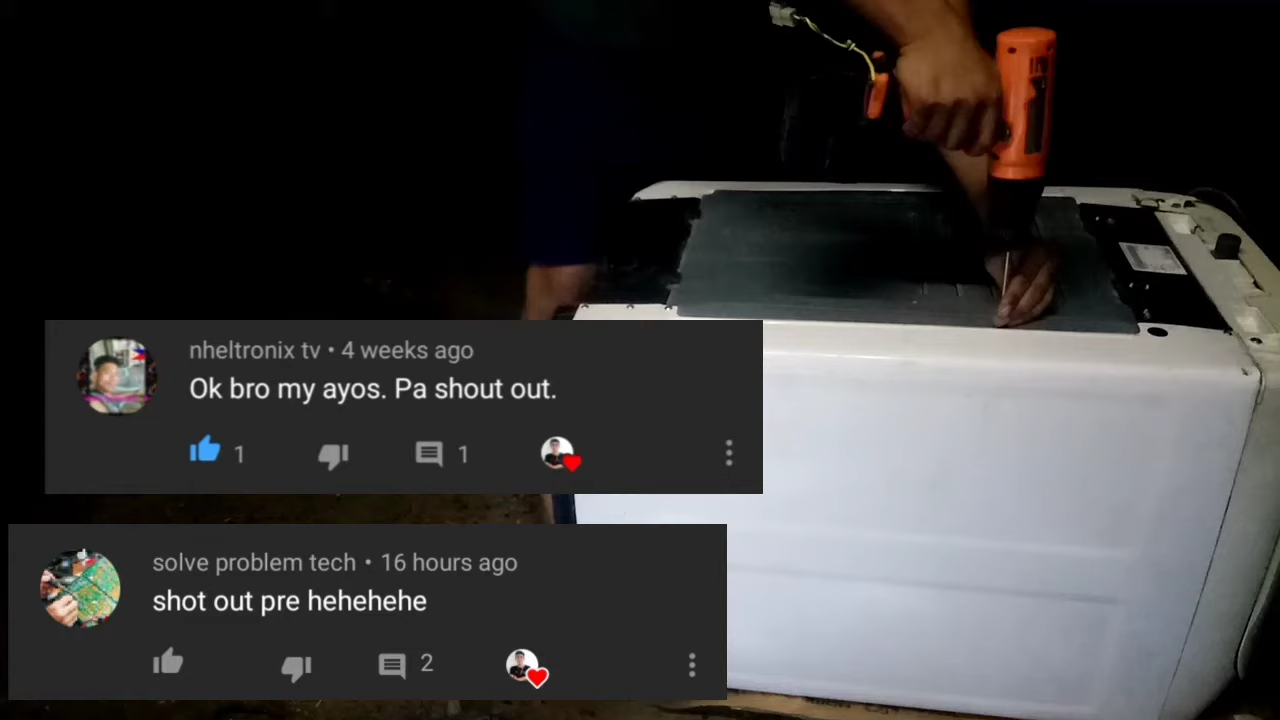 nheltronix tv • 4 weeks ago
Ok bro my ayos. Pa shout out.
1
1
solve problem tech • 16 hours ago
shot out pre hehehehe
2